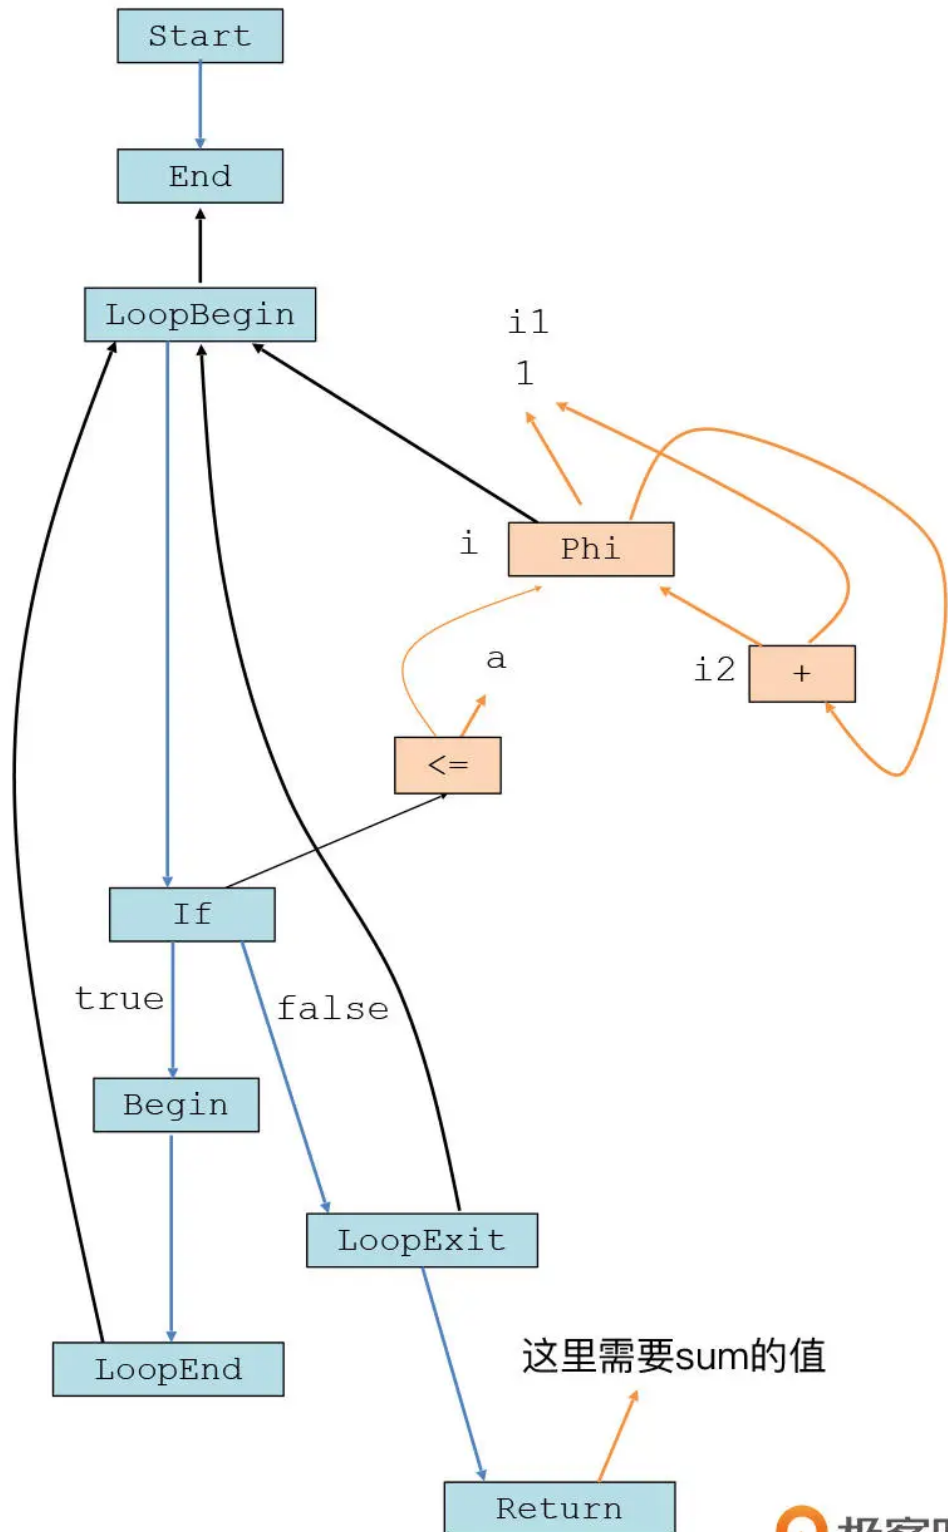 Start
End
LoopBegin
i1
1
i
Phi
a
i2
+
<=
If
true
false
Begin
LoopExit
LoopEnd
这里需要sum的值
Return